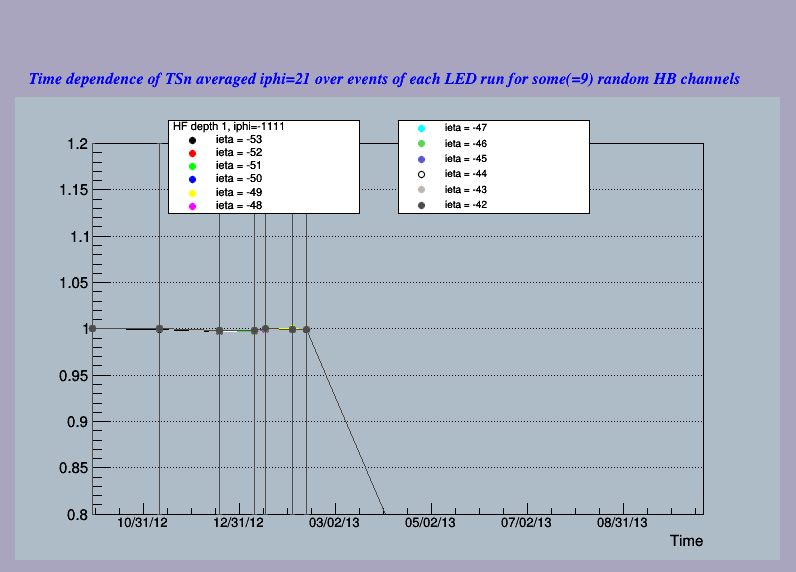 Time dependence of TSn averaged iphi=21 over events of each LED run for some(=9) random HB channels
HF depth 1, iphi=-1111
ieta = -53
ieta = -52
ieta = -51
ieta = -50
ieta = -49
ieta = -48
ieta = -47
ieta = -46
ieta = -45
ieta = -44
ieta = -43
ieta = -42
1.2
1.15
1.1
1.05
1
0.95
0.9
0.85
0.8
10/31/12 12/31/12 03/02/13 05/02/13 07/02/13 08/31/13
Time